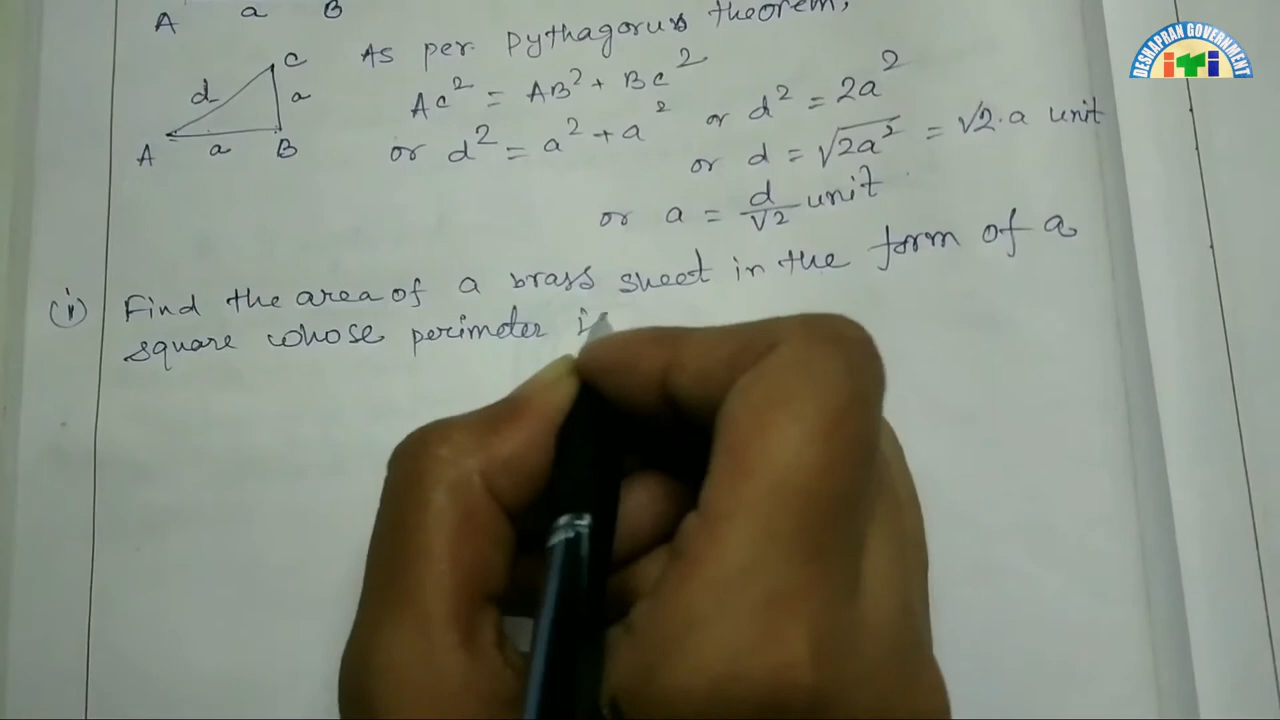 A a B
As per pythagorus theorem,
C
d a
A a B
AC² = AB² + BC²
or d² = a² + a² or d² = 2a²
or d = √2a² = √2·a unit
or a = d/√2 unit
(i) Find the area of a brass sheet in the form of a
square whose perimeter is
DESHAPRAN GOVERNMENT
iTi